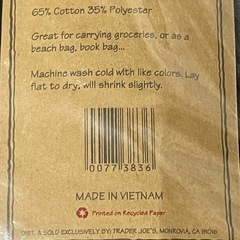 65% Cotton 35% Polyester
Great for carrying groceries, or as a
beach bag, book bag...
Machine wash cold with like colors. Lay
flat to dry, will shrink slightly.
0077 3836
MADE IN VIETNAM
Printed on Recycled Paper
DIST. & SOLD EXCLUSIVELY BY: TRADER JOE'S, MONROVIA, CA 91016